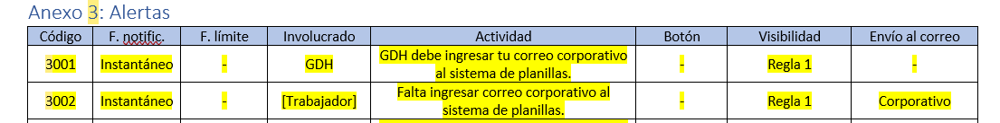 Anexo 3: Alertas
Código F. notific. F. límite Involucrado Actividad Botón Visibilidad Envío al correo
3001 Instantáneo - GDH GDH debe ingresar tu correo corporativo al sistema de planillas. - Regla 1 -
3002 Instantáneo - [Trabajador] Falta ingresar correo corporativo al sistema de planillas. - Regla 1 Corporativo